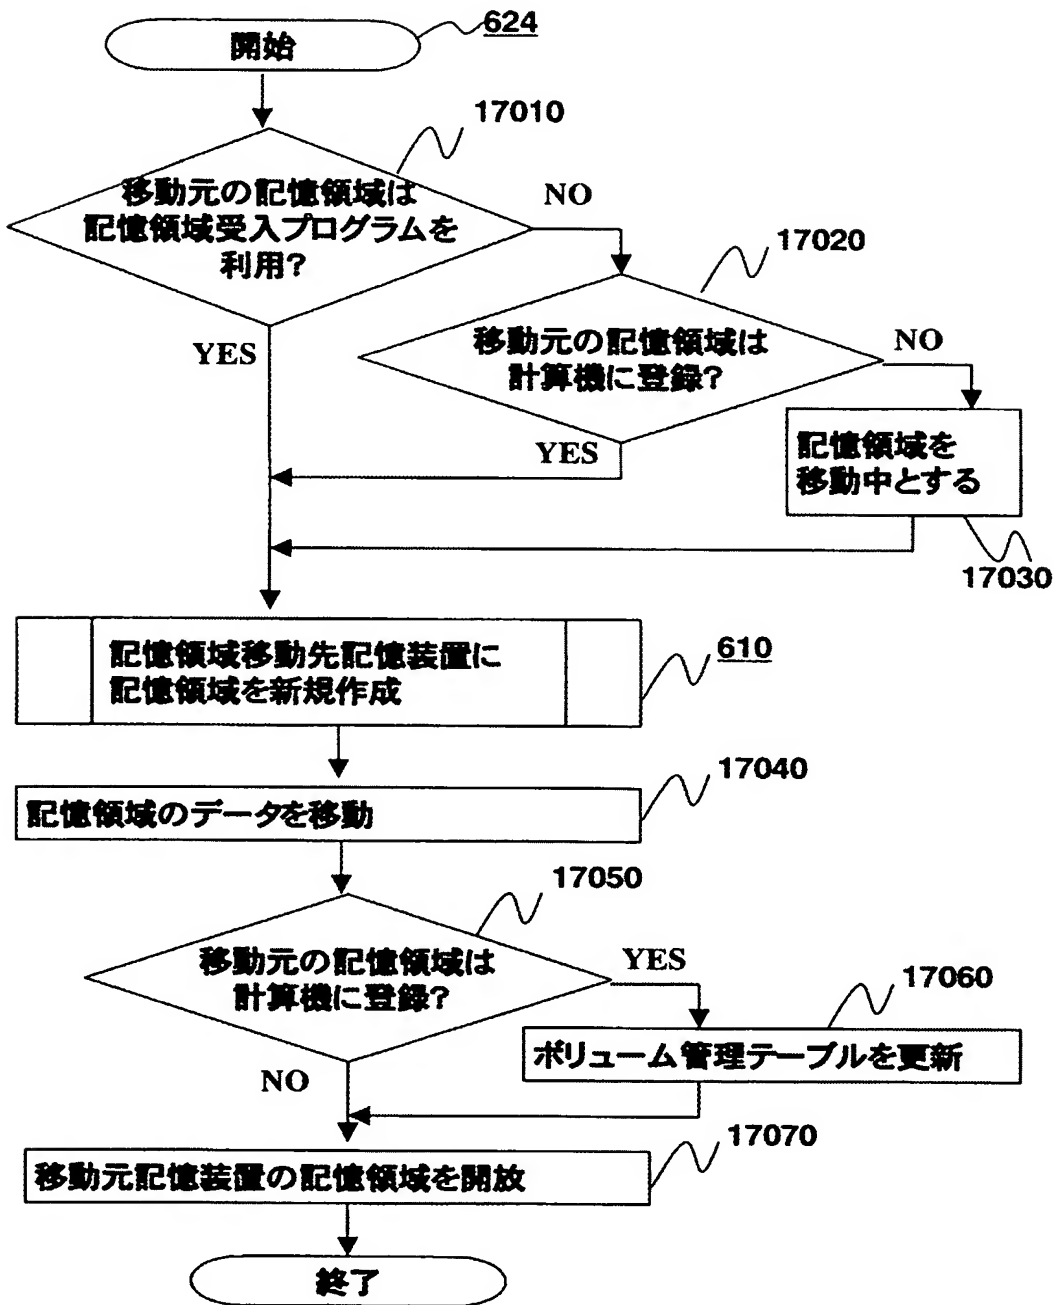 開始
624
17010
移動元の記憶領域は
記憶領域受入プログラムを
利用?
NO
17020
YES
移動元の記憶領域は
計算機に登録?
NO
YES
記憶領域を
移動中とする
17030
記憶領域移動先記憶装置に
記憶領域を新規作成
610
17040
記憶領域のデータを移動
17050
移動元の記憶領域は
計算機に登録?
YES
17060
ボリューム管理テーブルを更新
NO
17070
移動元記憶装置の記憶領域を開放
終了